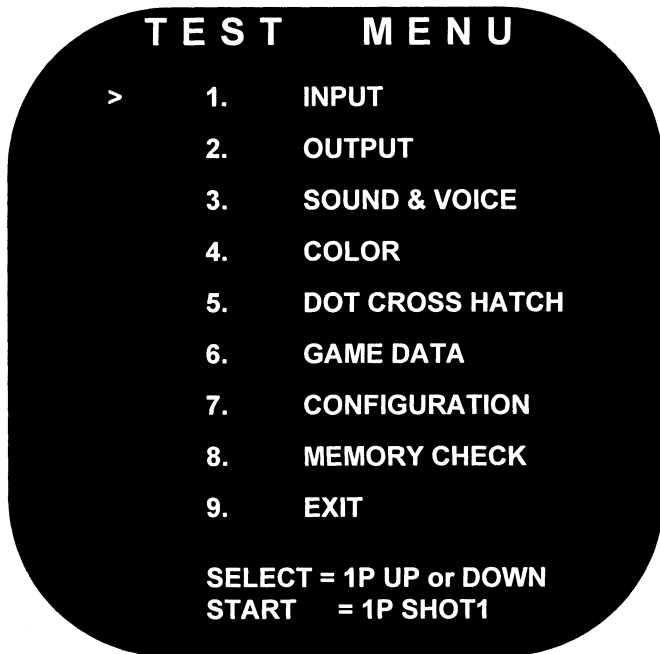 TEST MENU
> 1. INPUT
2. OUTPUT
3. SOUND & VOICE
4. COLOR
5. DOT CROSS HATCH
6. GAME DATA
7. CONFIGURATION
8. MEMORY CHECK
9. EXIT
SELECT = 1P UP or DOWN
START = 1P SHOT1